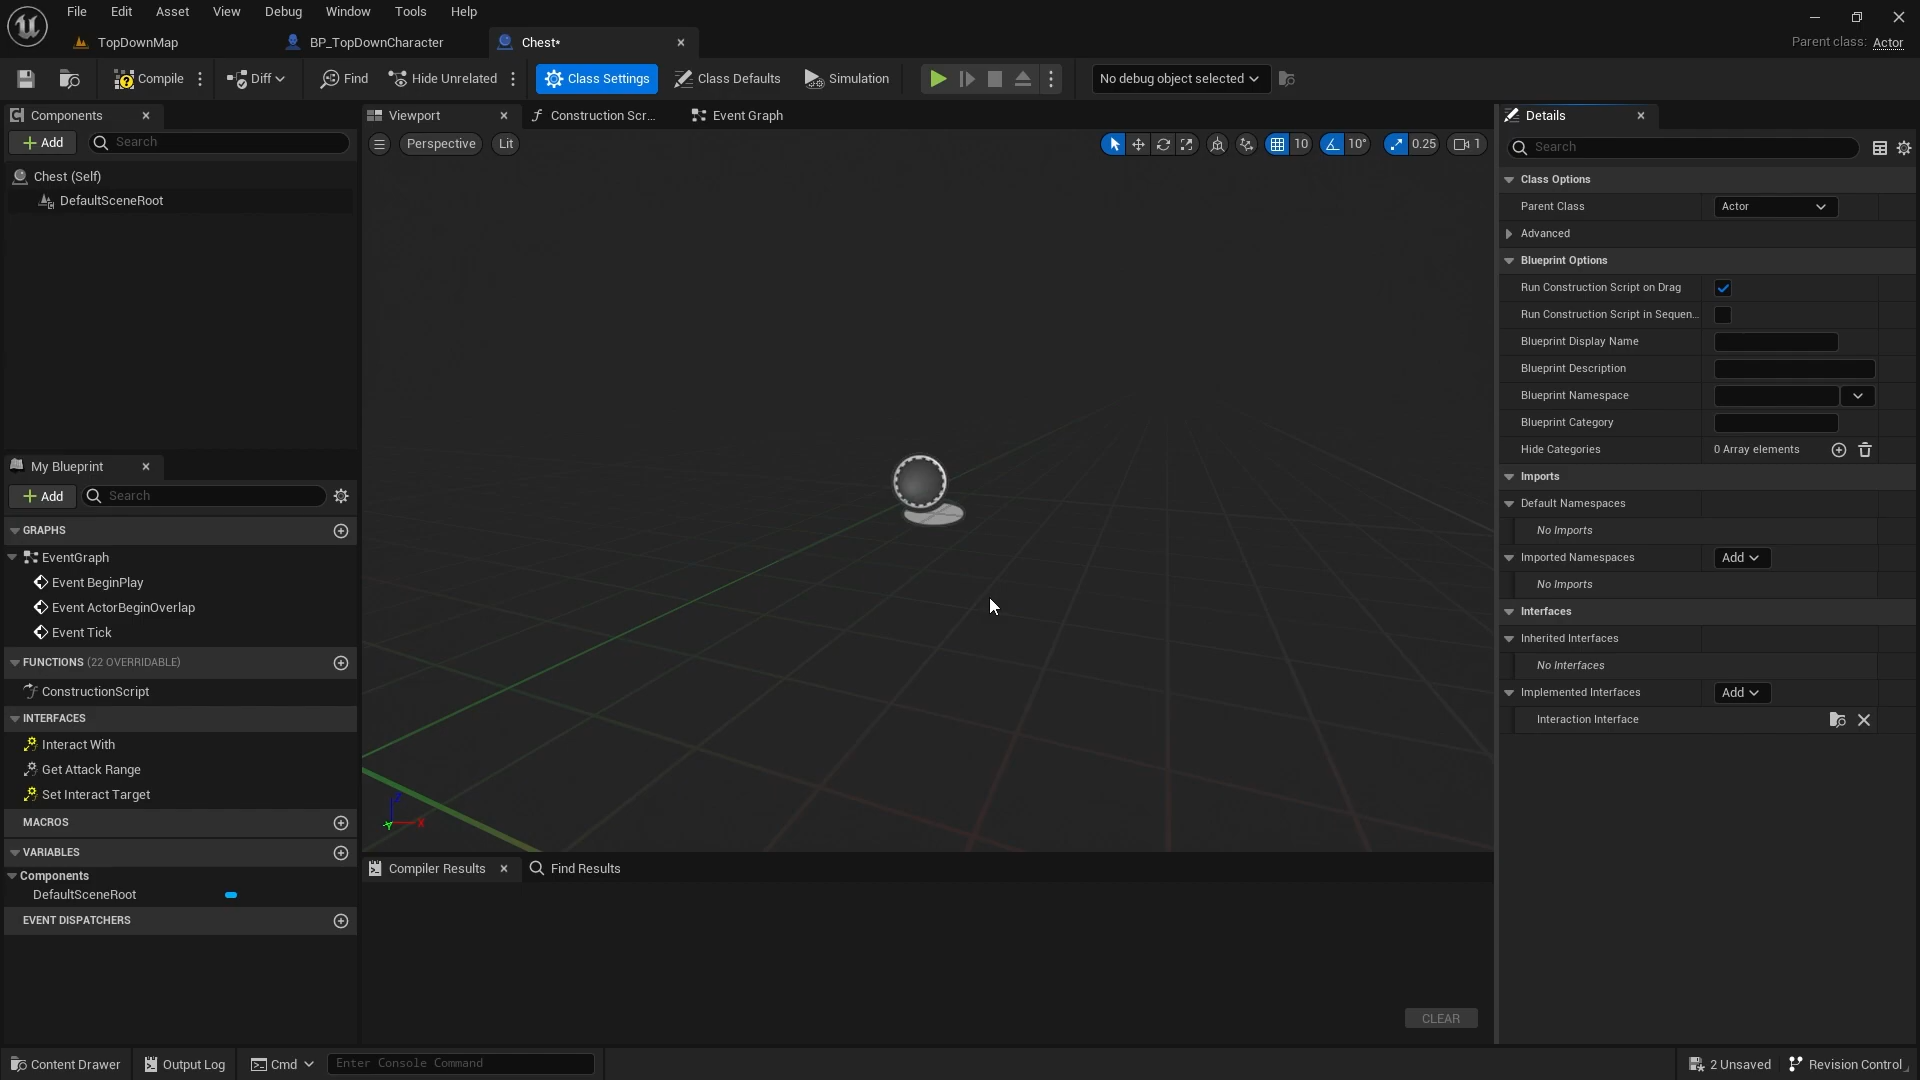 File Edit Asset View Debug Window Tools Help
TopDownMap
BP_TopDownCharacter
Chest*
Parent class: Actor
Compile
Diff
Find
Hide Unrelated
Class Settings
Class Defaults
Simulation
No debug object selected
Components
Add
Search
Chest (Self)
DefaultSceneRoot
My Blueprint
Add
Search
GRAPHS
EventGraph
Event BeginPlay
Event ActorBeginOverlap
Event Tick
FUNCTIONS (22 OVERRIDABLE)
ConstructionScript
INTERFACES
Interact With
Get Attack Range
Set Interact Target
MACROS
VARIABLES
Components
DefaultSceneRoot
EVENT DISPATCHERS
Viewport
Construction Scr...
Event Graph
Perspective
Lit
10
10°
0.25
1
Z
X
Y
Compiler Results
Find Results
CLEAR
Details
Search
Class Options
Parent Class
Actor
Advanced
Blueprint Options
Run Construction Script on Drag
Run Construction Script in Sequen...
Blueprint Display Name
Blueprint Description
Blueprint Namespace
Blueprint Category
Hide Categories
0 Array elements
Imports
Default Namespaces
No Imports
Imported Namespaces
Add
No Imports
Interfaces
Inherited Interfaces
No Interfaces
Implemented Interfaces
Add
Interaction Interface
Content Drawer
Output Log
Cmd
Enter Console Command
2 Unsaved
Revision Control